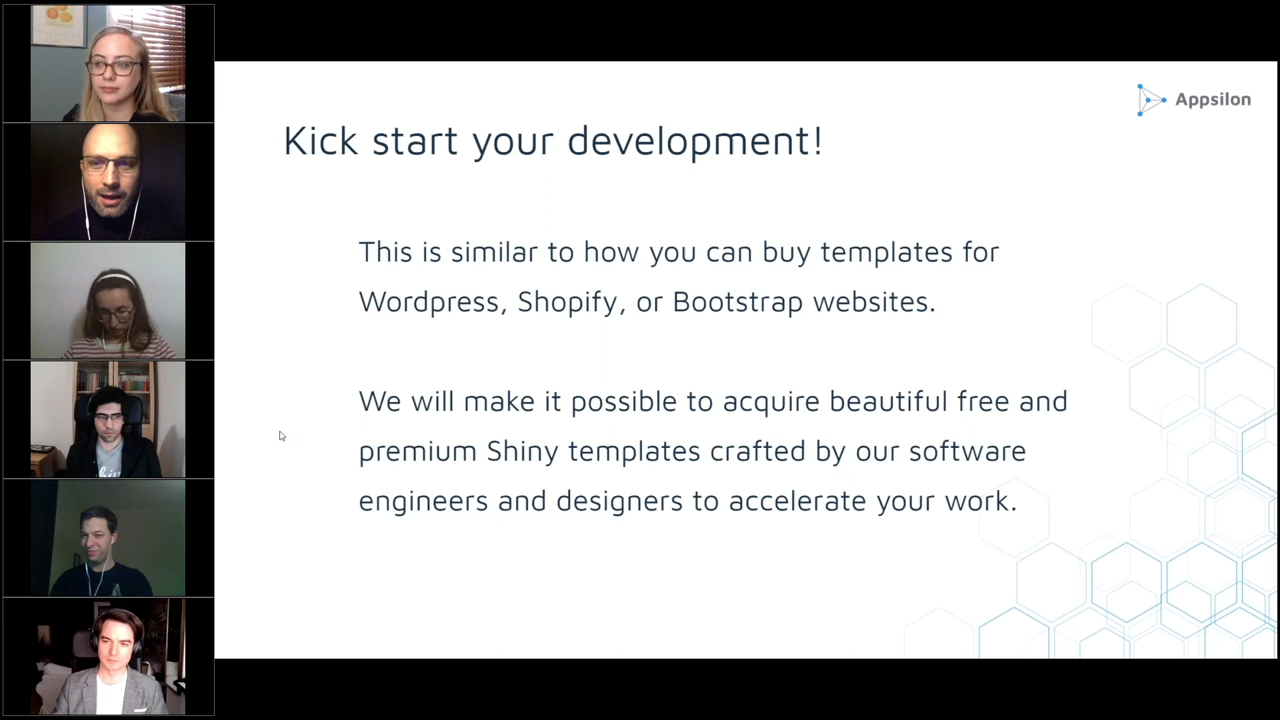 Appsilon
Kick start your development!
This is similar to how you can buy templates for
Wordpress, Shopify, or Bootstrap websites.
We will make it possible to acquire beautiful free and
premium Shiny templates crafted by our software
engineers and designers to accelerate your work.